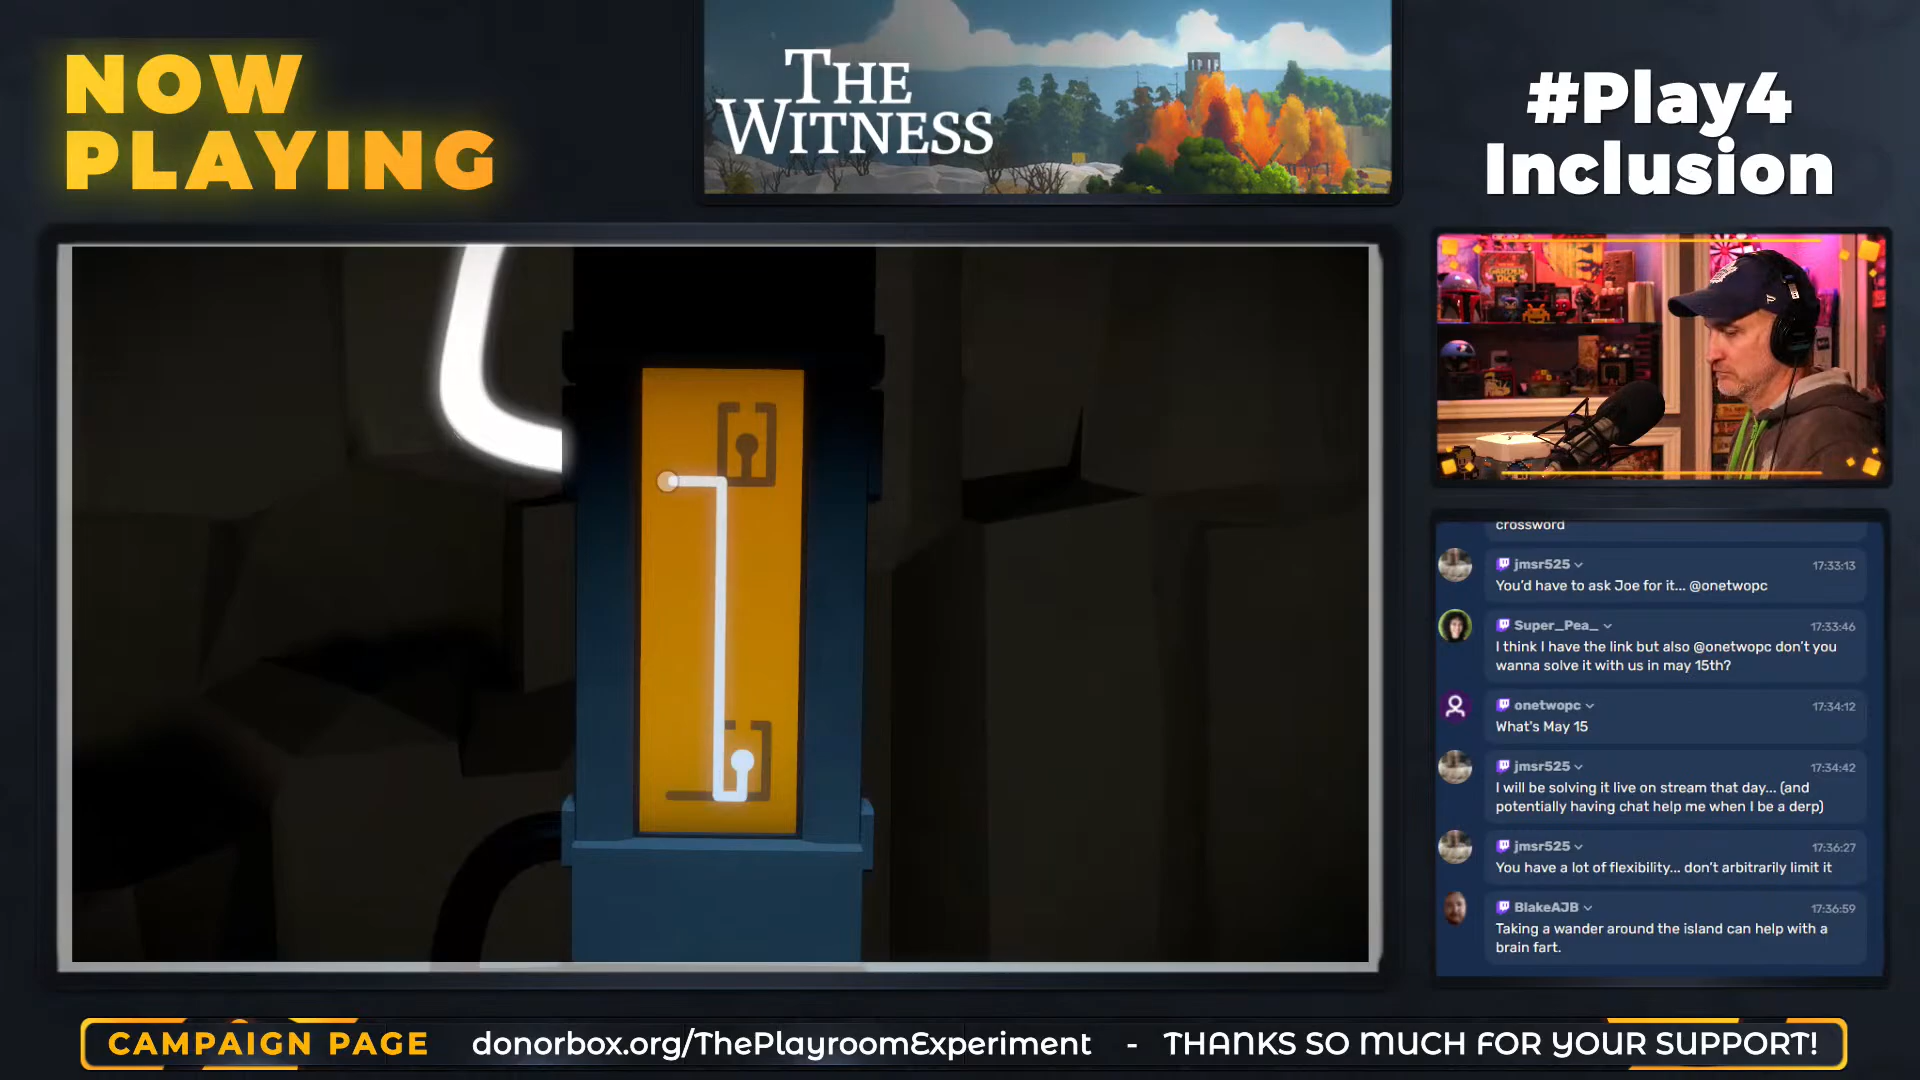 NOW
PLAYING
THE
WITNESS
#Play4
Inclusion
crossword
jmsr525
17:33:13
You'd have to ask Joe for it... @onetwopc
Super_Pea_
17:33:46
I think I have the link but also @onetwopc don't you
wanna solve it with us in may 15th?
onetwopc
17:34:12
What's May 15
jmsr525
17:34:42
I will be solving it live on stream that day... (and
potentially having chat help me when I be a derp)
jmsr525
17:36:27
You have a lot of flexibility... don't arbitrarily limit it
BlakeAJB
17:36:59
Taking a wander around the island can help with a
brain fart.
CAMPAIGN PAGE donorbox.org/ThePlayroomExperiment - THANKS SO MUCH FOR YOUR SUPPORT!